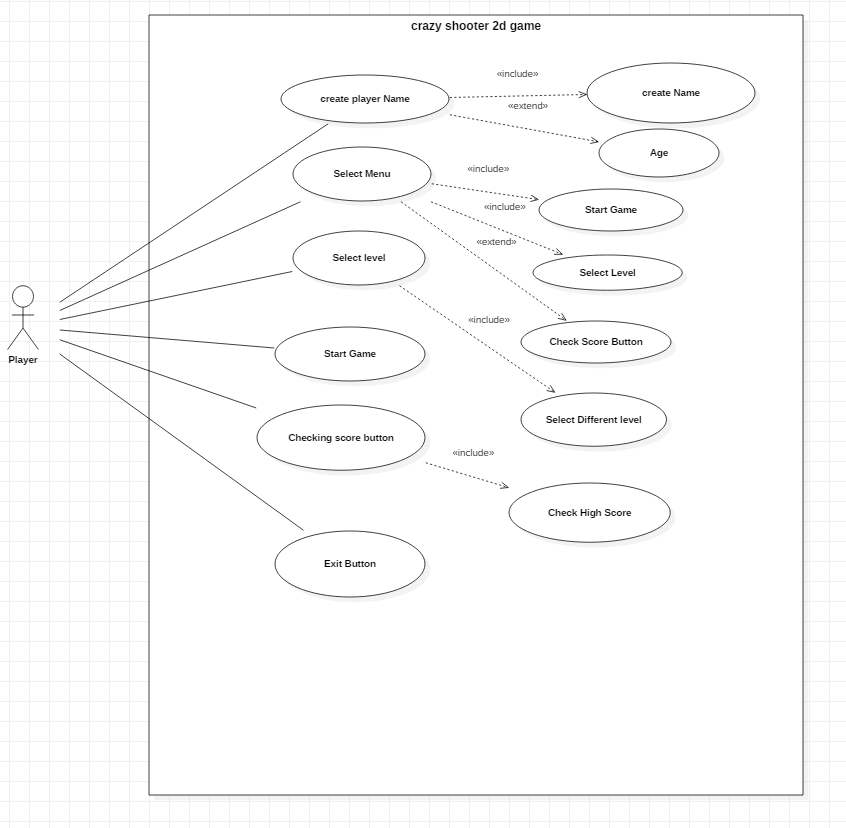 crazy shooter 2d game
«include»
create player Name
create Name
«extend»
Age
«include»
Select Menu
«include»
Start Game
«extend»
Select level
Select Level
«include»
Check Score Button
Start Game
Player
Select Different level
Checking score button
«include»
Check High Score
Exit Button